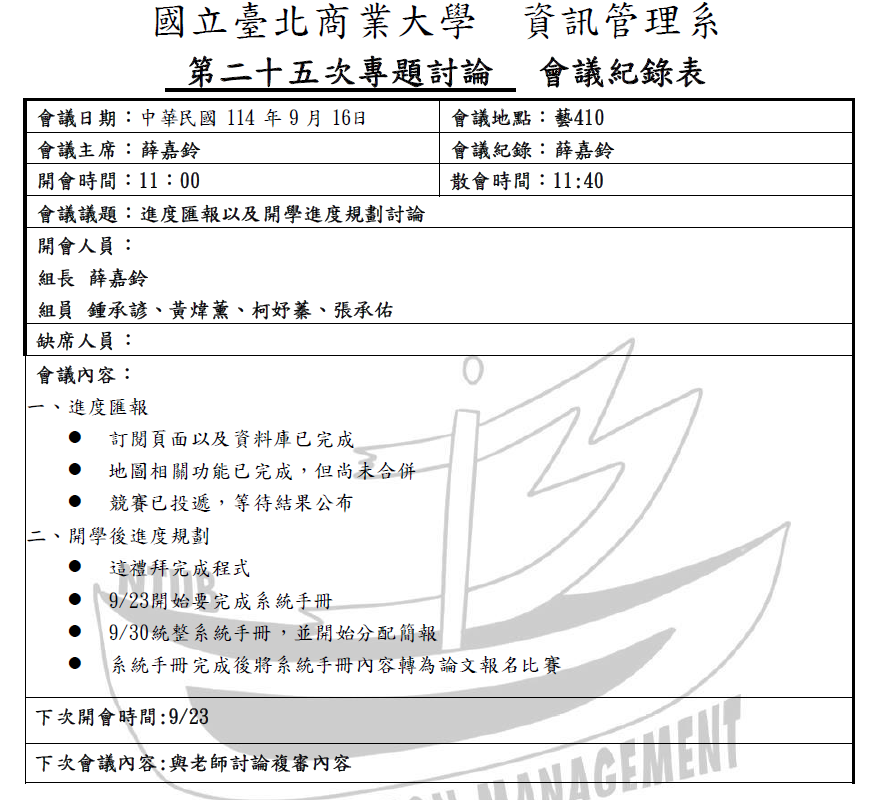 國立臺北商業大學 資訊管理系
第二十五次專題討論 會議紀錄表
會議日期：中華民國 114 年 9 月 16日
會議地點：藝410
會議主席：薛嘉鈴
會議紀錄：薛嘉鈴
開會時間：11：00
散會時間：11:40
會議議題：進度匯報以及開學進度規劃討論
開會人員：
組長 薛嘉鈴
組員 鍾承諺、黃煒薰、柯妤蓁、張承佑
缺席人員：
會議內容：
一、進度匯報
● 訂閱頁面以及資料庫已完成
● 地圖相關功能已完成，但尚未合併
● 競賽已投遞，等待結果公布
二、開學後進度規劃
● 這禮拜完成程式
● 9/23開始要完成系統手冊
● 9/30統整系統手冊，並開始分配簡報
● 系統手冊完成後將系統手冊內容轉為論文報名比賽
下次開會時間:9/23
下次會議內容:與老師討論複審內容
NTUB
ON MANAGEMENT